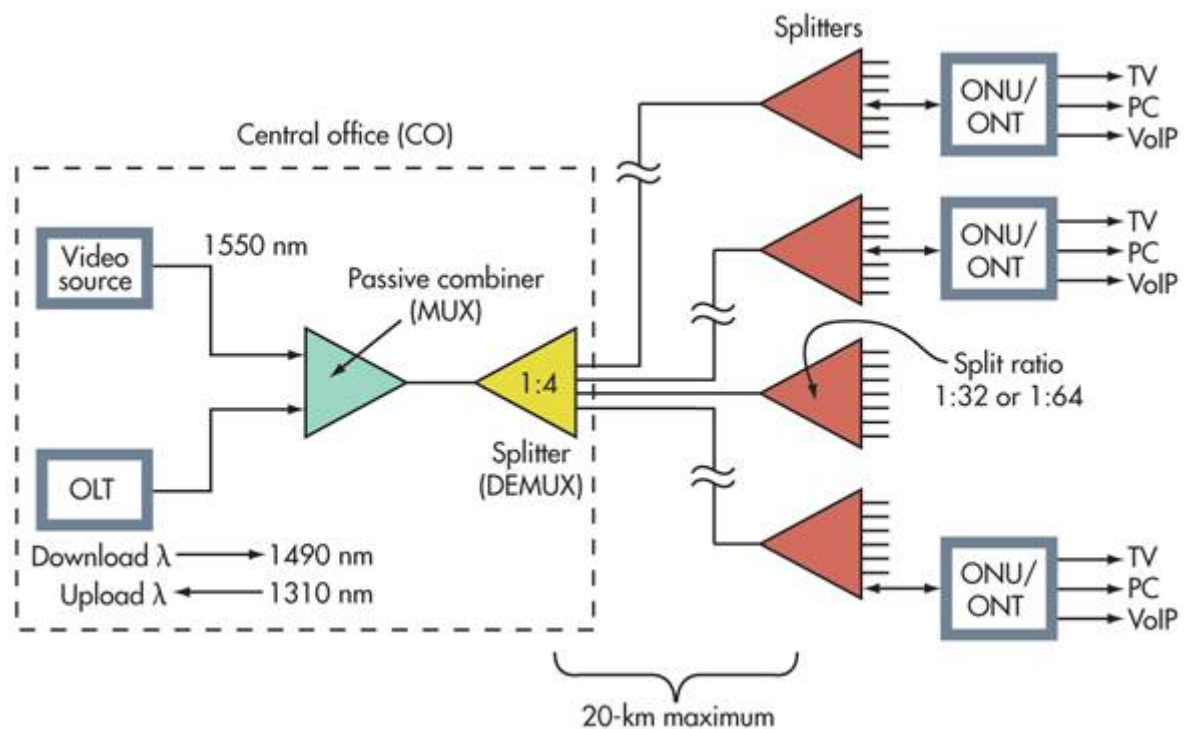 Splitters
ONU/
ONT
TV
PC
VoIP
Central office (CO)
Video
source
1550 nm
Passive combiner
(MUX)
ONU/
ONT
TV
PC
VoIP
1:4
Split ratio
1:32 or 1:64
Splitter
(DEMUX)
OLT
Download λ
1490 nm
Upload λ
1310 nm
ONU/
ONT
TV
PC
VoIP
20-km maximum